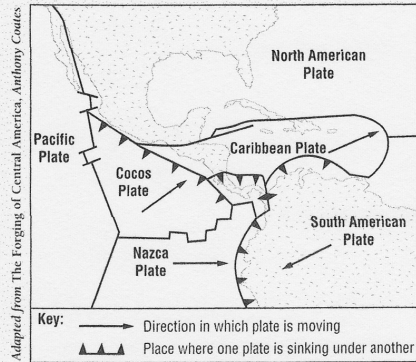 North American
Plate
Pacific
Plate
Caribbean Plate
Cocos
Plate
South American
Plate
Nazca
Plate
Key:
Direction in which plate is moving
Place where one plate is sinking under another
Adapted from The Forging of Central America, Anthony Coates